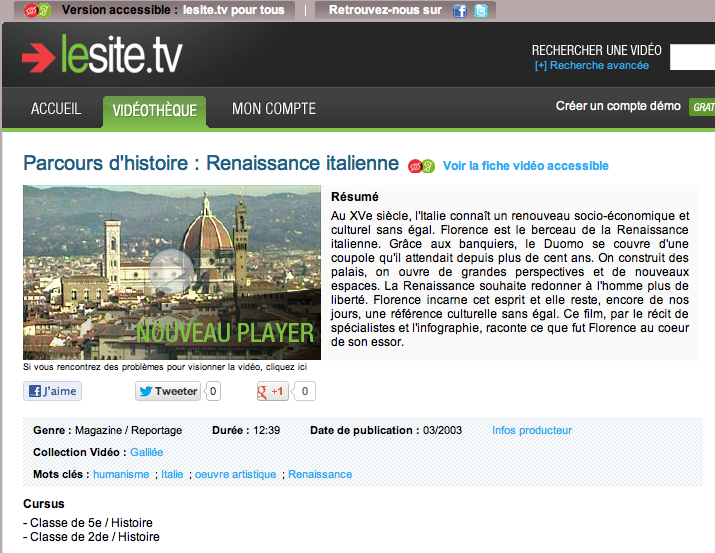 Version accessible : lesite.tv pour tous | Retrouvez-nous sur
lesite.tv
RECHERCHER UNE VIDÉO
[+] Recherche avancée
ACCUEIL VIDÉOTHÈQUE MON COMPTE Créer un compte démo GRAT
Parcours d'histoire : Renaissance italienne Voir la fiche vidéo accessible
NOUVEAU PLAYER
Si vous rencontrez des problèmes pour visionner la vidéo, cliquez ici
J'aime Tweeter 0 +1 0
Résumé
Au XVe siècle, l'Italie connaît un renouveau socio-économique et
culturel sans égal. Florence est le berceau de la Renaissance
italienne. Grâce aux banquiers, le Duomo se couvre d'une
coupole qu'il attendait depuis plus de cent ans. On construit des
palais, on ouvre de grandes perspectives et de nouveaux
espaces. La Renaissance souhaite redonner à l'homme plus de
liberté. Florence incarne cet esprit et elle reste, encore de nos
jours, une référence culturelle sans égal. Ce film, par le récit de
spécialistes et l'infographie, raconte ce que fut Florence au coeur
de son essor.
Genre : Magazine / Reportage Durée : 12:39 Date de publication : 03/2003 Infos producteur
Collection Vidéo : Galilée
Mots clés : humanisme ; Italie ; oeuvre artistique ; Renaissance
Cursus
- Classe de 5e / Histoire
- Classe de 2de / Histoire